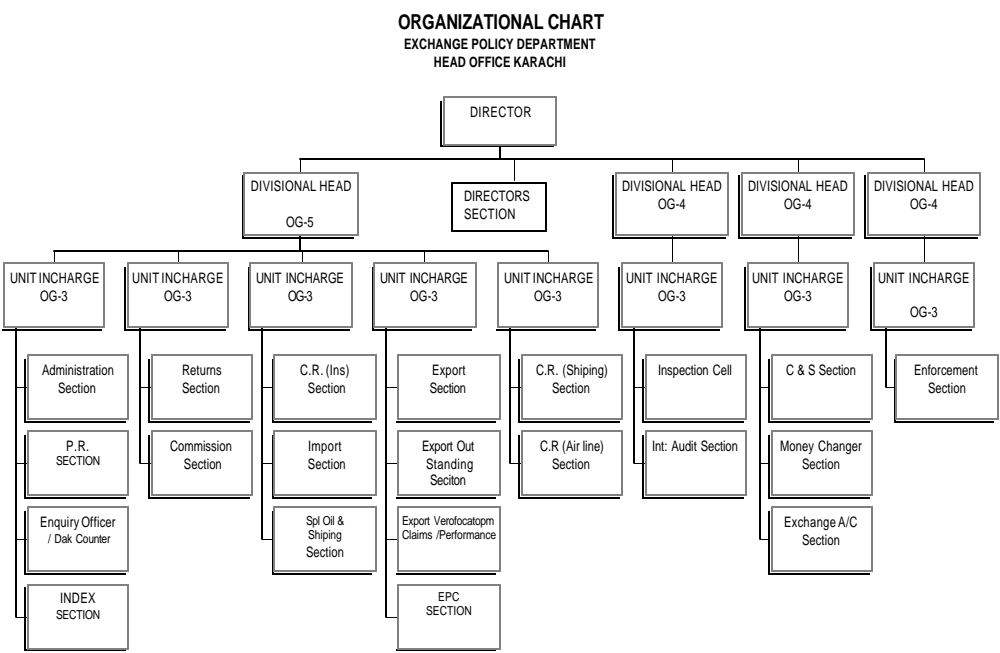 ORGANIZATIONAL CHART
EXCHANGE POLICY DEPARTMENT
HEAD OFFICE KARACHI
DIRECTOR
DIVISIONAL HEAD
OG-5
DIRECTORS
SECTION
DIVISIONAL HEAD
OG-4
DIVISIONAL HEAD
OG-4
DIVISIONAL HEAD
OG-4
UNIT INCHARGE
OG-3
UNIT INCHARGE
OG-3
UNIT INCHARGE
OG-3
UNIT INCHARGE
OG-3
UNIT INCHARGE
OG-3
UNIT INCHARGE
OG-3
UNIT INCHARGE
OG-3
UNIT INCHARGE
OG-3
Administration
Section
Returns
Section
C.R. (Ins)
Section
Export
Section
C.R. (Shiping)
Section
Inspection Cell
C & S Section
Enforcement
Section
P.R.
SECTION
Commission
Section
Import
Section
Export Out
Standing
Seciton
C.R (Air line)
Section
Int: Audit Section
Money Changer
Section
Enquiry Officer
/ Dak Counter
Spl Oil &
Shiping
Section
Export Verofocatopm
Claims /Performance
Exchange A/C
Section
INDEX
SECTION
EPC
SECTION